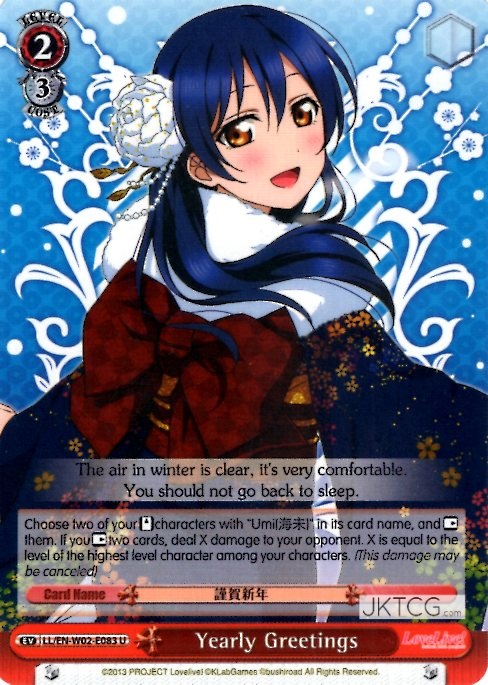 LEVEL
2
3
COST
The air in winter is clear, it's very comfortable.
You should not go back to sleep.
Choose two of your characters with "Umi(海未)" in its card name, and
them. If you two cards, deal X damage to your opponent. X is equal to the
level of the highest level character among your characters. (This damage may
be canceled)
Card Name 謹賀新年
JKTCG.com
EV LL/EN-W02-E083 U Yearly Greetings LoveLive!
©2013 PROJECT Lovelive! ©KLabGames ©bushiroad All Rights Reserved.